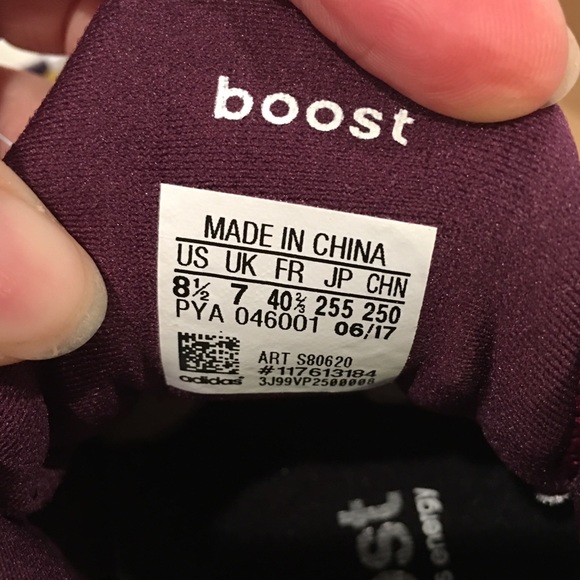 boost
MADE IN CHINA
US UK FR JP CHN
8½ 7 40⅔ 255 250
PYA 046001 06/17
ART S80620
#117613184
adidas
3J99VP2500008
energy